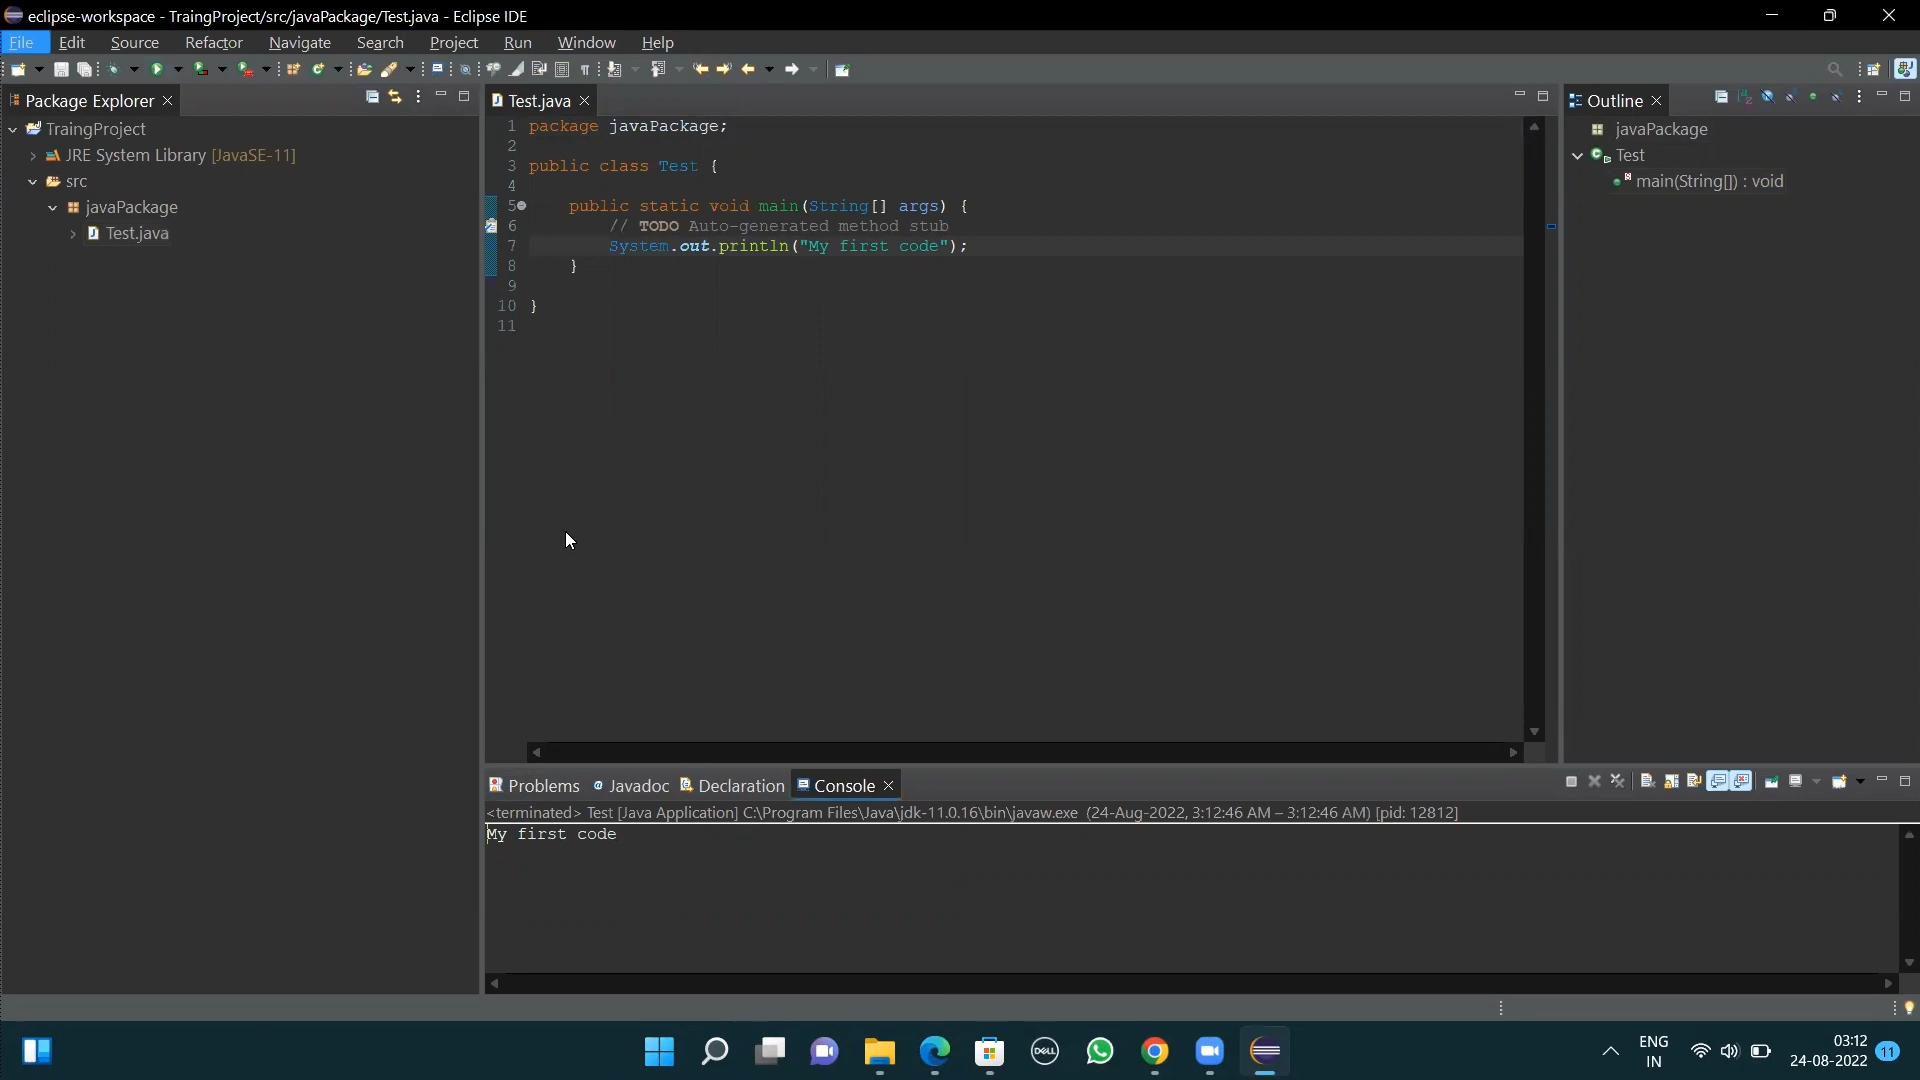 eclipse-workspace - TraingProject/src/javaPackage/Test.java - Eclipse IDE
File Edit Source Refactor Navigate Search Project Run Window Help
Package Explorer
TraingProject
JRE System Library [JavaSE-11]
src
javaPackage
Test.java
Test.java
1 package javaPackage;
2
3 public class Test {
4
5 public static void main(String[] args) {
6 // TODO Auto-generated method stub
7 System.out.println("My first code");
8 }
9
10 }
11
Outline
javaPackage
Test
main(String[]) : void
Problems Javadoc Declaration Console
<terminated> Test [Java Application] C:\Program Files\Java\jdk-11.0.16\bin\javaw.exe (24-Aug-2022, 3:12:46 AM – 3:12:46 AM) [pid: 12812]
My first code
DELL
ENG
IN
03:12
24-08-2022
11